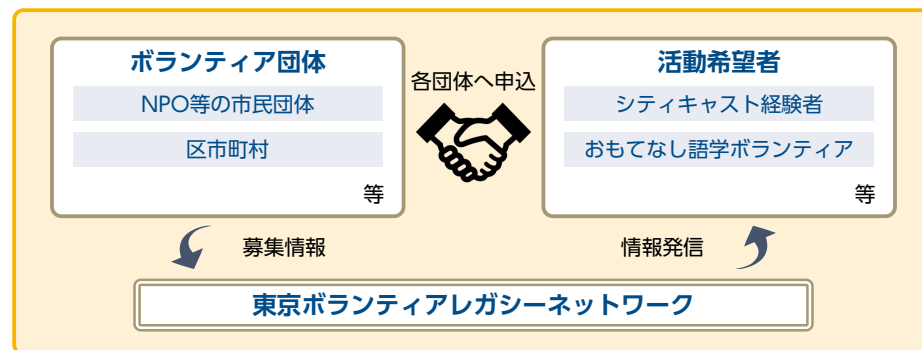 ボランティア団体
NPO等の市民団体
区市町村
等
各団体へ申込
活動希望者
シティキャスト経験者
おもてなし語学ボランティア
等
募集情報
情報発信
東京ボランティアレガシーネットワーク